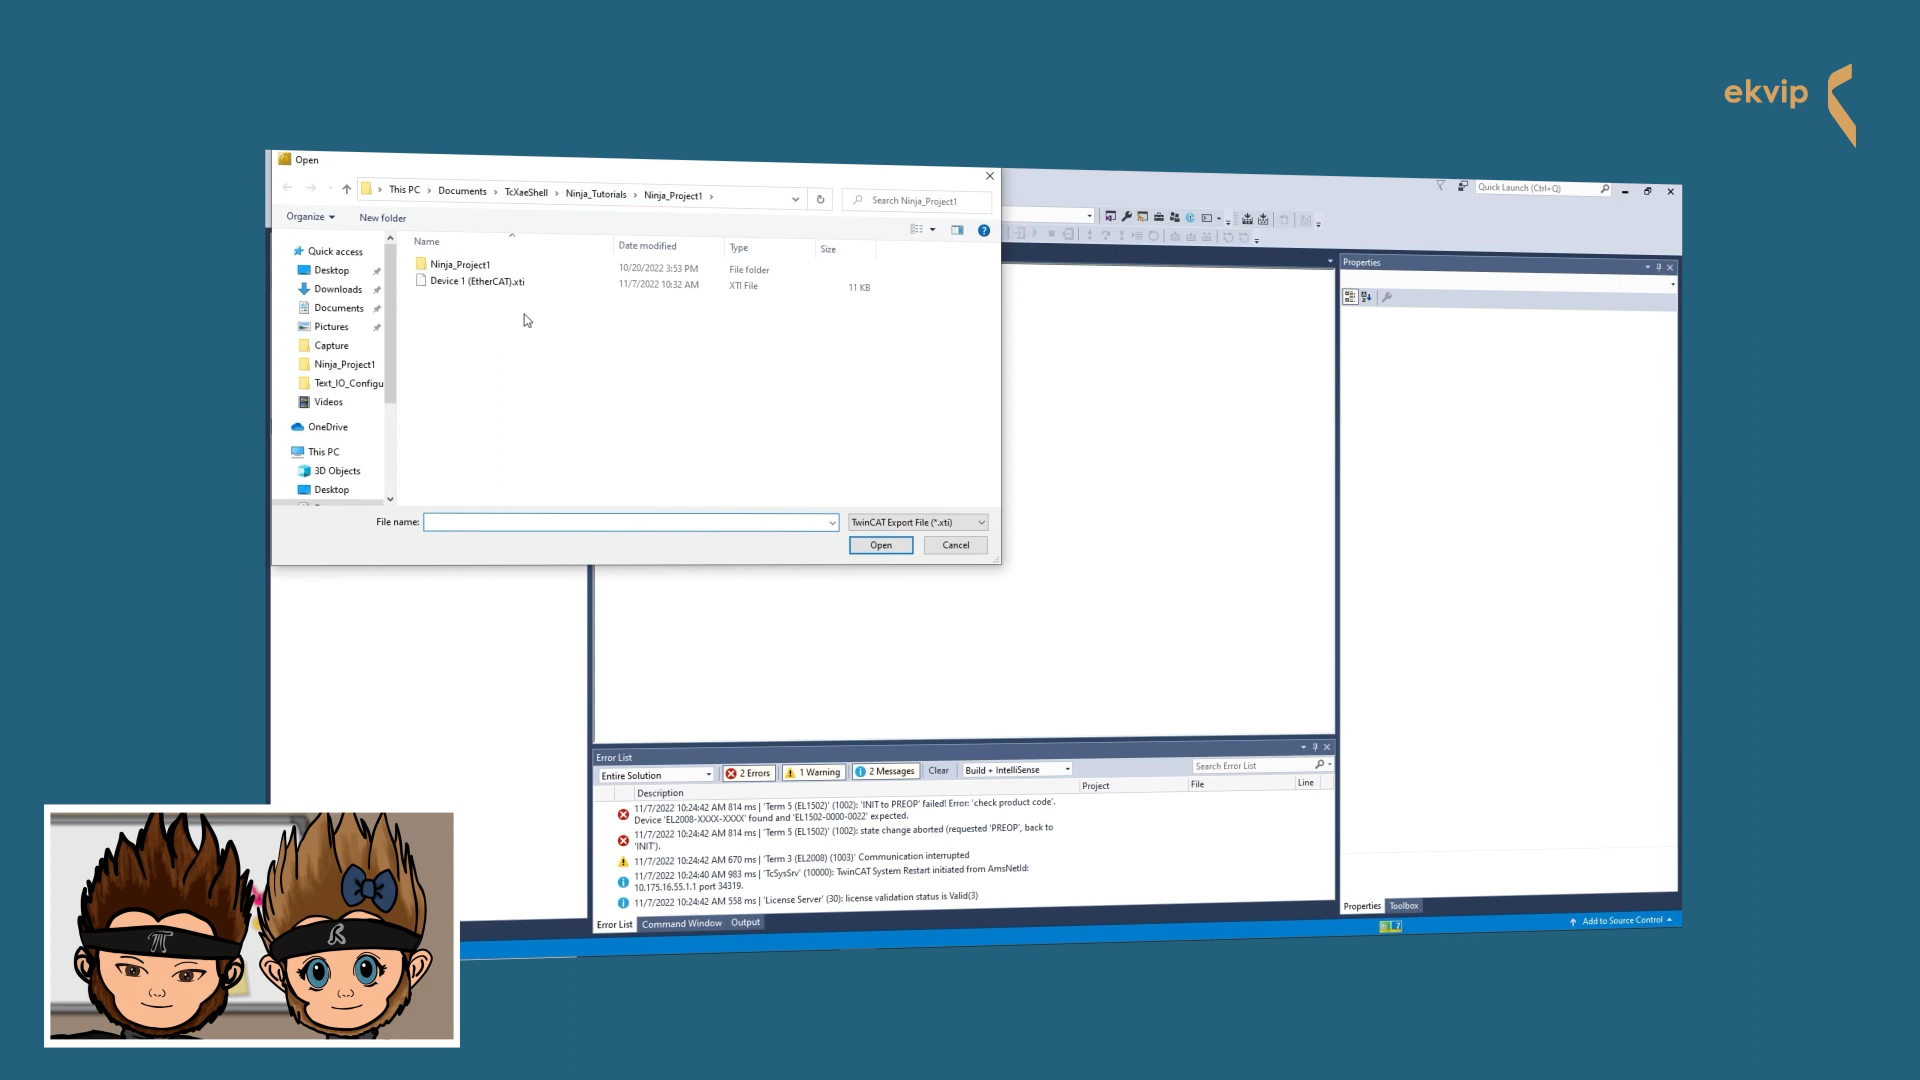 ekvip
Open
This PC > Documents > TcXaeShell > Ninja_Tutorials > Ninja_Project1 >
Search Ninja_Project1
Organize
New folder
Quick access
Desktop
Downloads
Documents
Pictures
Capture
Ninja_Project1
Text_IO_Configu
Videos
OneDrive
This PC
3D Objects
Desktop
Name Date modified Type Size
Ninja_Project1 10/20/2022 3:53 PM File folder
Device 1 (EtherCAT).xti 11/7/2022 10:32 AM XTI File 11 KB
File name:
TwinCAT Export File (*.xti)
Open Cancel
Quick Launch (Ctrl+Q)
Properties
Error List
Entire Solution 2 Errors 1 Warning 2 Messages Clear Build + IntelliSense
Search Error List
Description Project File Line
11/7/2022 10:24:42 AM 814 ms | 'Term 5 (EL1502)' (1002): 'INIT to PREOP' failed! Error: 'check product code'.
Device 'EL2008-XXXX-XXXX' found and 'EL1502-0000-0022' expected.
11/7/2022 10:24:42 AM 814 ms | 'Term 5 (EL1502)' (1002): state change aborted (requested 'PREOP', back to
'INIT').
11/7/2022 10:24:42 AM 670 ms | 'Term 3 (EL2008) (1003)' Communication interrupted
11/7/2022 10:24:40 AM 983 ms | 'TcSysSrv' (10000): TwinCAT System Restart initiated from AmsNetId:
10.175.16.55.1.1 port 34319.
11/7/2022 10:24:42 AM 558 ms | 'License Server' (30): license validation status is Valid(3)
Error List Command Window Output
Properties Toolbox
Add to Source Control
π